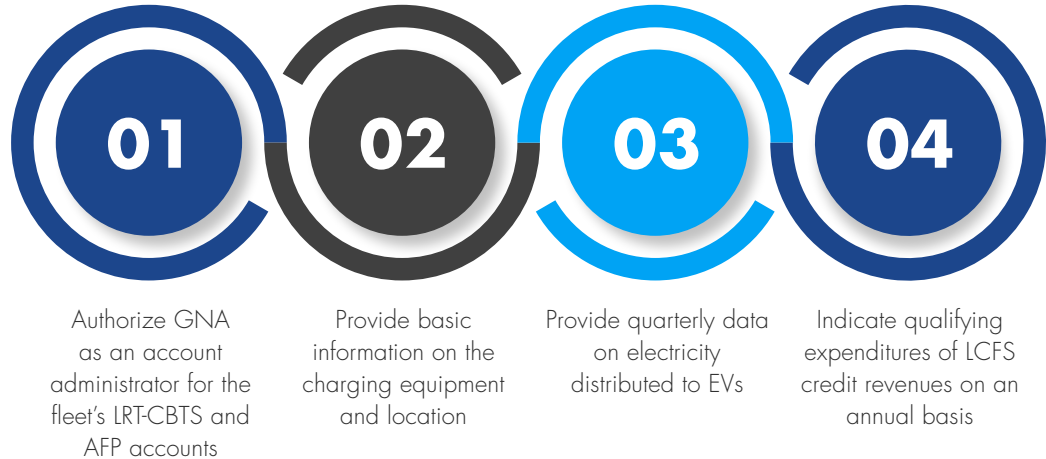 01
Authorize GNA
as an account
administrator for the
fleet's LRT-CBTS and
AFP accounts
02
Provide basic
information on the
charging equipment
and location
03
Provide quarterly data
on electricity
distributed to EVs
04
Indicate qualifying
expenditures of LCFS
credit revenues on an
annual basis